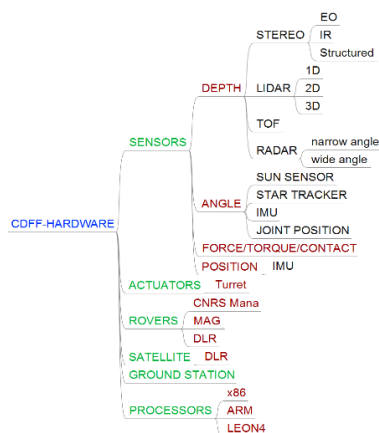 EO
STEREO
IR
Structured
1D
DEPTH
LIDAR
2D
3D
TOF
SENSORS
narrow angle
RADAR
wide angle
SUN SENSOR
STAR TRACKER
ANGLE
IMU
JOINT POSITION
CDFF-HARDWARE
FORCE/TORQUE/CONTACT
POSITION
IMU
ACTUATORS
Turret
CNRS Mana
ROVERS
MAG
DLR
SATELLITE
DLR
GROUND STATION
x86
PROCESSORS
ARM
LEON4